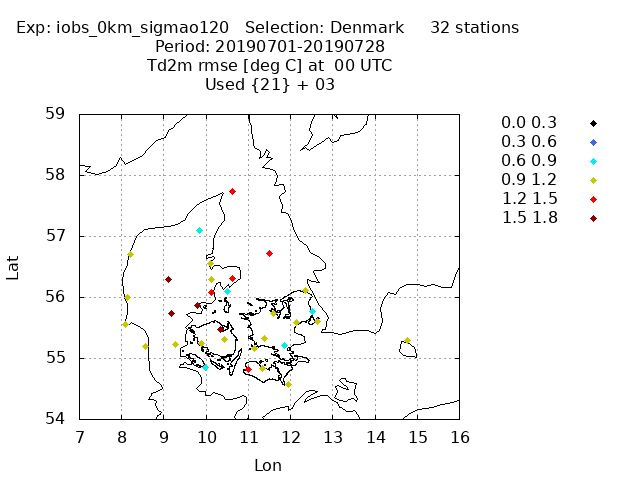 Exp: iobs_0km_sigmao120   Selection: Denmark     32 stations
Period: 20190701-20190728
Td2m rmse [deg C] at  00 UTC
Used {21} + 03
59
58
57
56
55
54
Lat
7 8 9 10 11 12 13 14 15 16
Lon
0.0 0.3
0.3 0.6
0.6 0.9
0.9 1.2
1.2 1.5
1.5 1.8